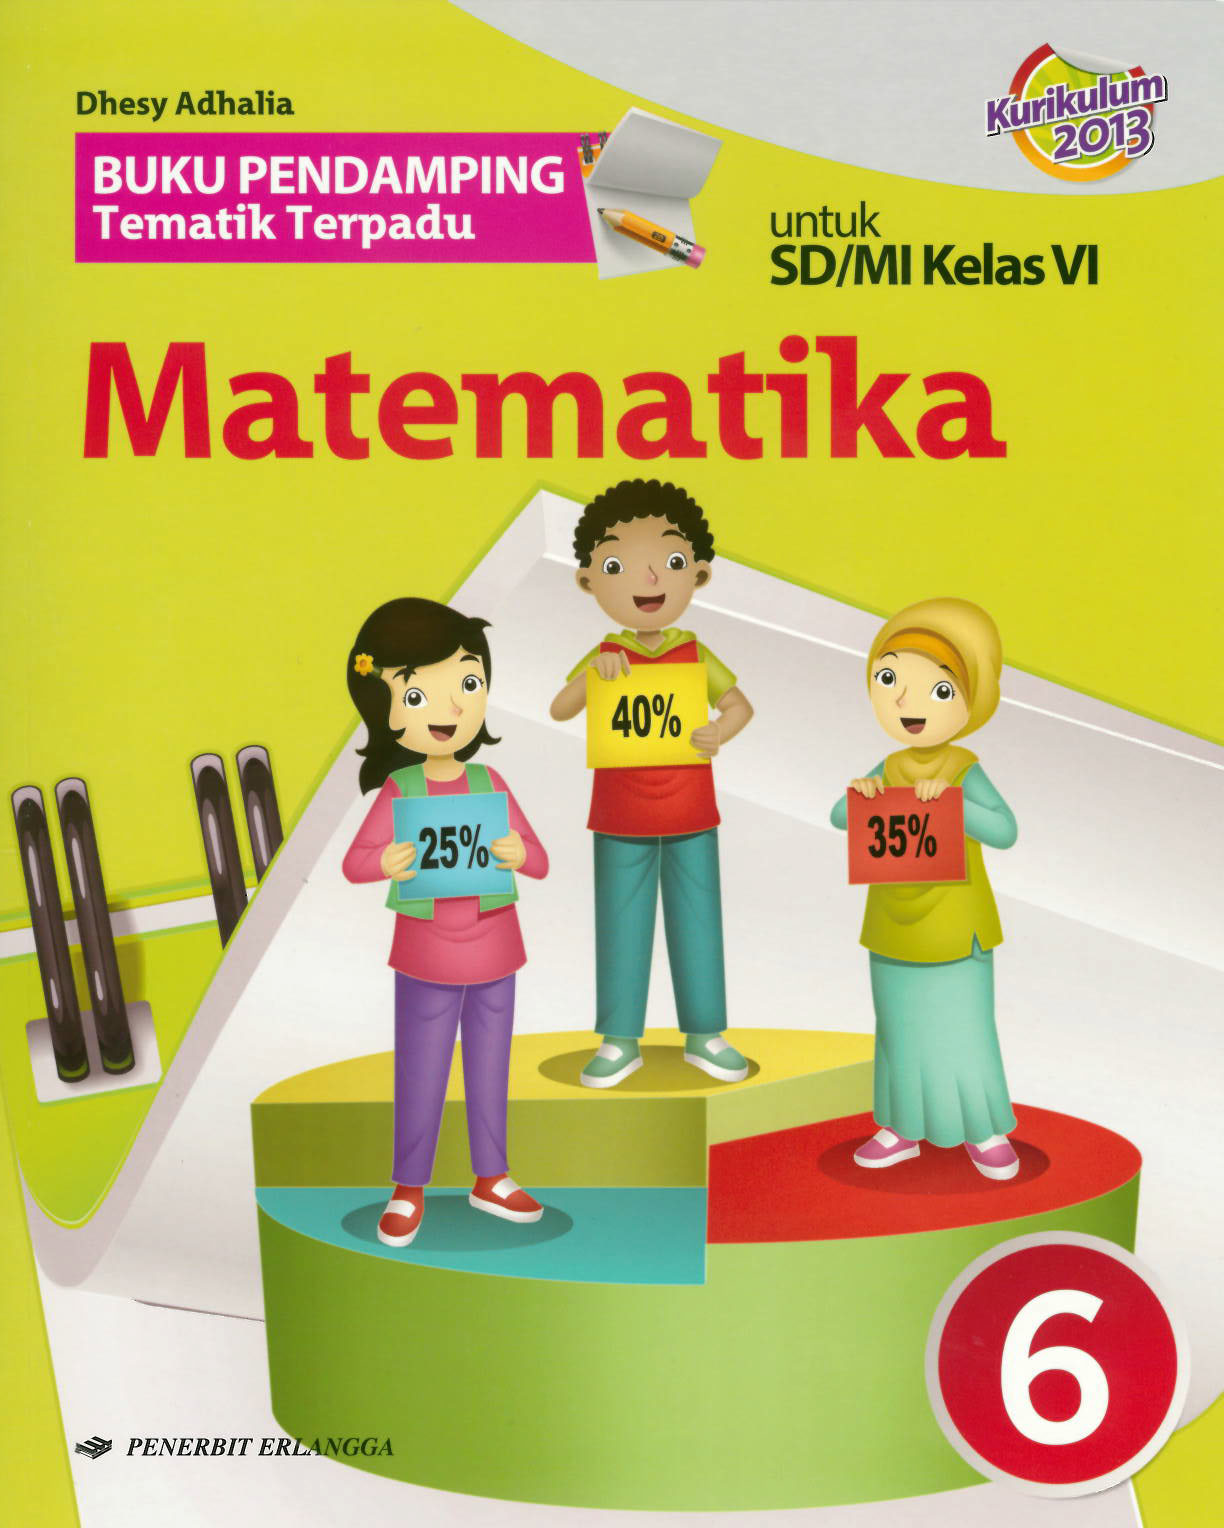 Dhesy Adhalia
BUKU PENDAMPING
Tematik Terpadu
Kurikulum
2013
untuk
SD/MI Kelas VI
Matematika
40%
25%
35%
6
PENERBIT ERLANGGA